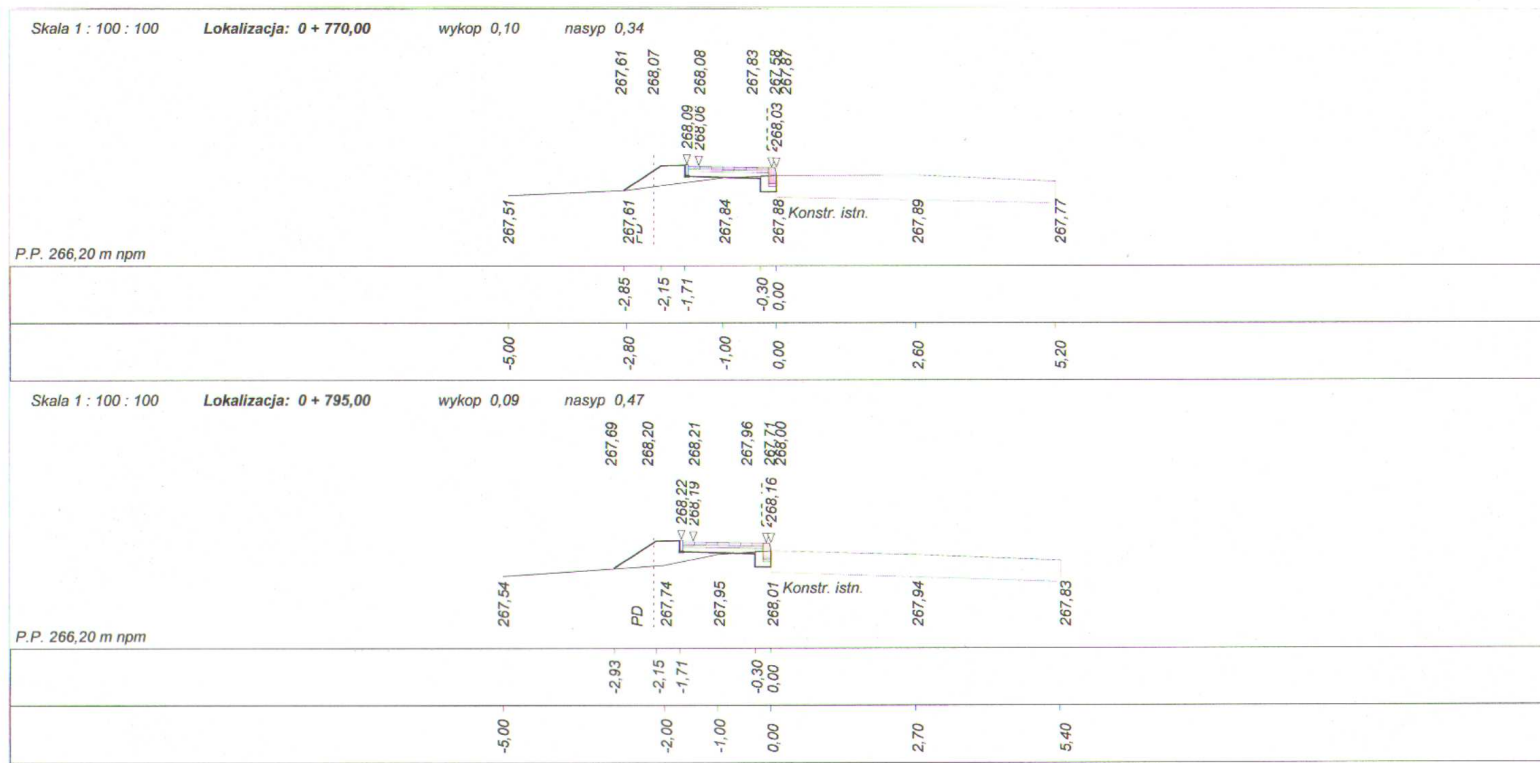 Skala 1 : 100 : 100 Lokalizacja: 0 + 770,00 wykop 0,10 nasyp 0,34
267,61 268,07 268,08 267,83 267,58 267,87
268,09 268,06 268,03
267,51 267,61 267,84 267,88 267,89 267,77
PD
Konstr. istn.
P.P. 266,20 m npm
-2,85 -2,15 -1,71 -0,30 0,00
-5,00 -2,80 -1,00 0,00 2,60 5,20
Skala 1 : 100 : 100 Lokalizacja: 0 + 795,00 wykop 0,09 nasyp 0,47
267,69 268,20 268,21 267,96 267,71 268,00
268,22 268,19 268,16
267,54 267,74 267,95 268,01 267,94 267,83
PD
Konstr. istn.
P.P. 266,20 m npm
-2,93 -2,15 -1,71 -0,30 0,00
-5,00 -2,00 -1,00 0,00 2,70 5,40